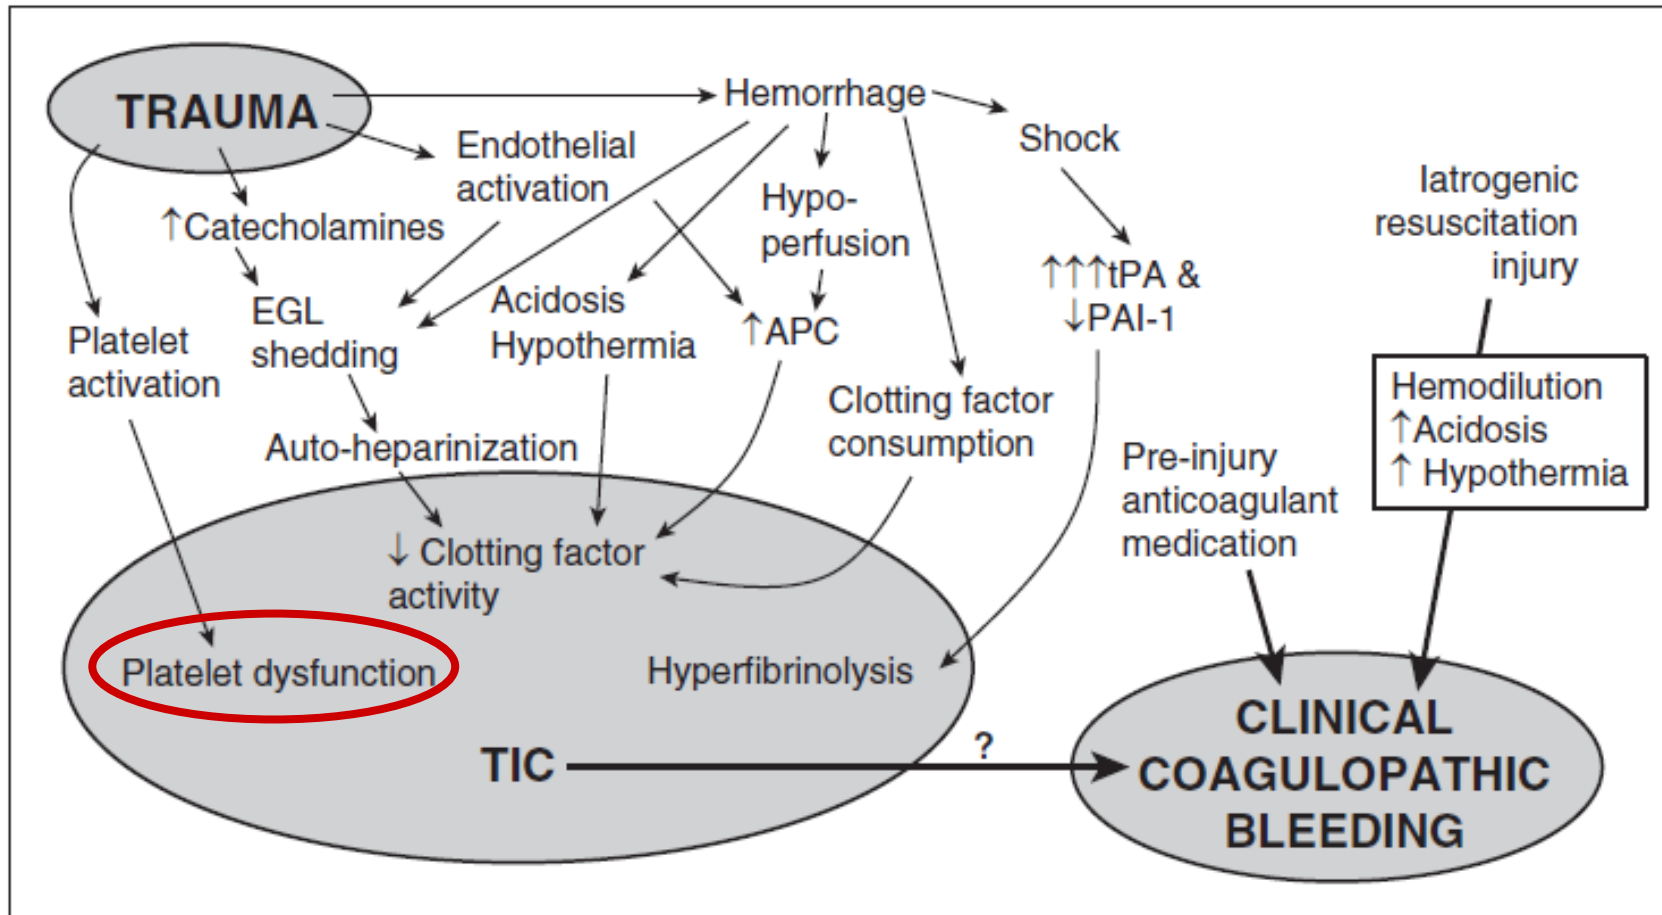 TRAUMA
Hemorrhage
Endothelial
activation
Shock
↑Catecholamines
Hypo-
perfusion
Iatrogenic
resuscitation
injury
EGL
shedding
Acidosis
Hypothermia
↑APC
↑↑↑tPA &
↓PAI-1
Platelet
activation
Clotting factor
consumption
Hemodilution
↑Acidosis
↑ Hypothermia
Auto-heparinization
Pre-injury
anticoagulant
medication
↓ Clotting factor
activity
Platelet dysfunction
Hyperfibrinolysis
TIC
?
CLINICAL
COAGULOPATHIC
BLEEDING